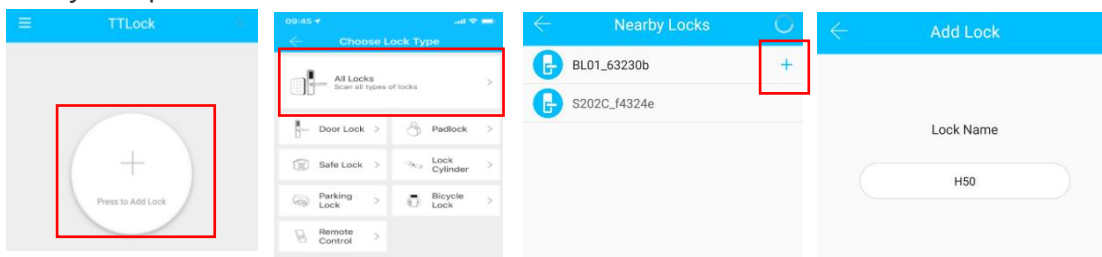 TTLock
Press to Add Lock
09:45
Choose Lock Type
All Locks
Scan all types of locks
Door Lock
Padlock
Safe Lock
Lock
Cylinder
Parking
Lock
Bicycle
Lock
Remote
Control
Nearby Locks
BL01_63230b
S202C_f4324e
Add Lock
Lock Name
H50